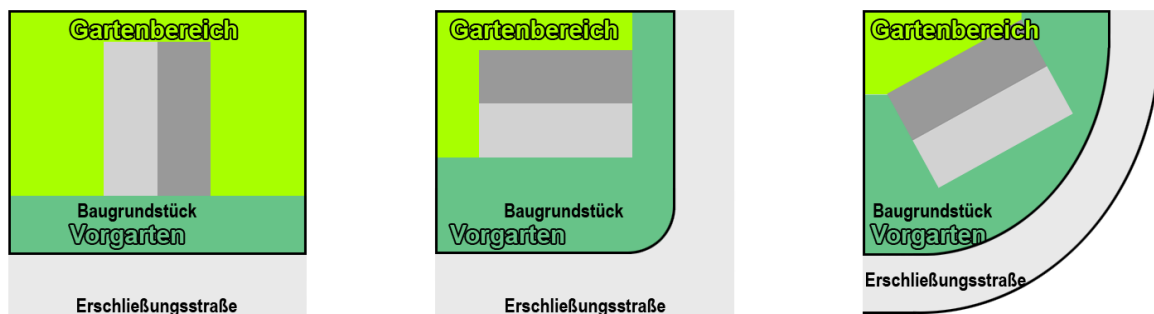 Gartenbereich
Baugrundstück
Vorgarten
Erschließungsstraße
Gartenbereich
Baugrundstück
Vorgarten
Erschließungsstraße
Gartenbereich
Baugrundstück
Vorgarten
Erschließungsstraße